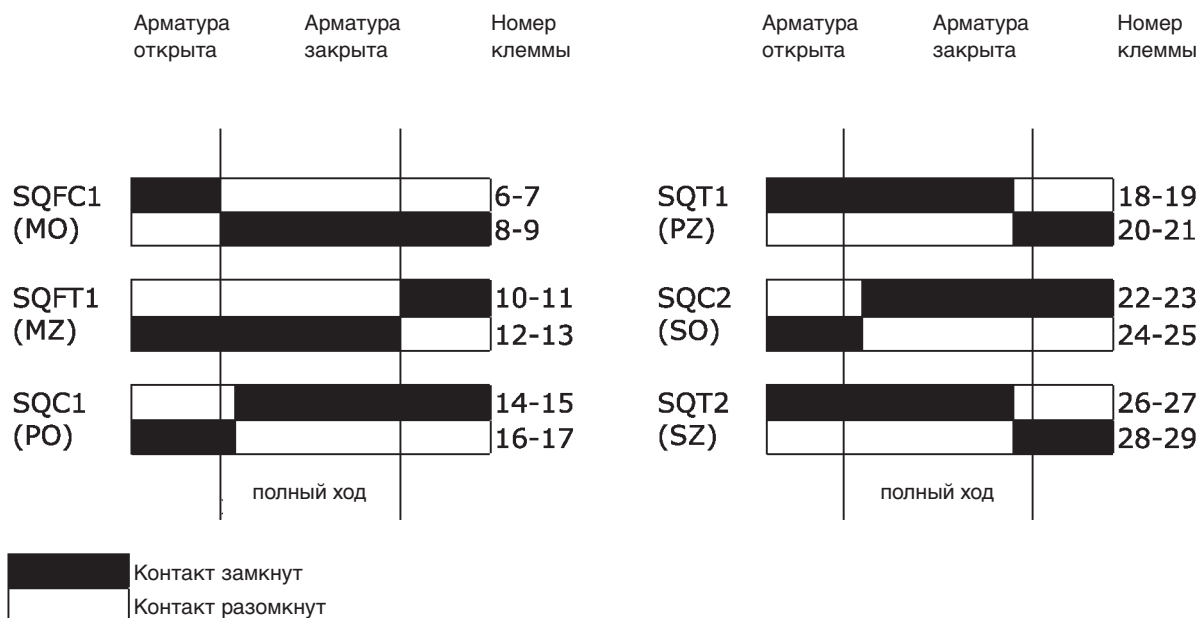 Арматура открыта
Арматура закрыта
Номер клеммы
SQFC1 (MO)
6-7
8-9
SQFT1 (MZ)
10-11
12-13
SQC1 (PO)
14-15
16-17
полный ход
Арматура открыта
Арматура закрыта
Номер клеммы
SQT1 (PZ)
18-19
20-21
SQC2 (SO)
22-23
24-25
SQT2 (SZ)
26-27
28-29
полный ход
Контакт замкнут
Контакт разомкнут